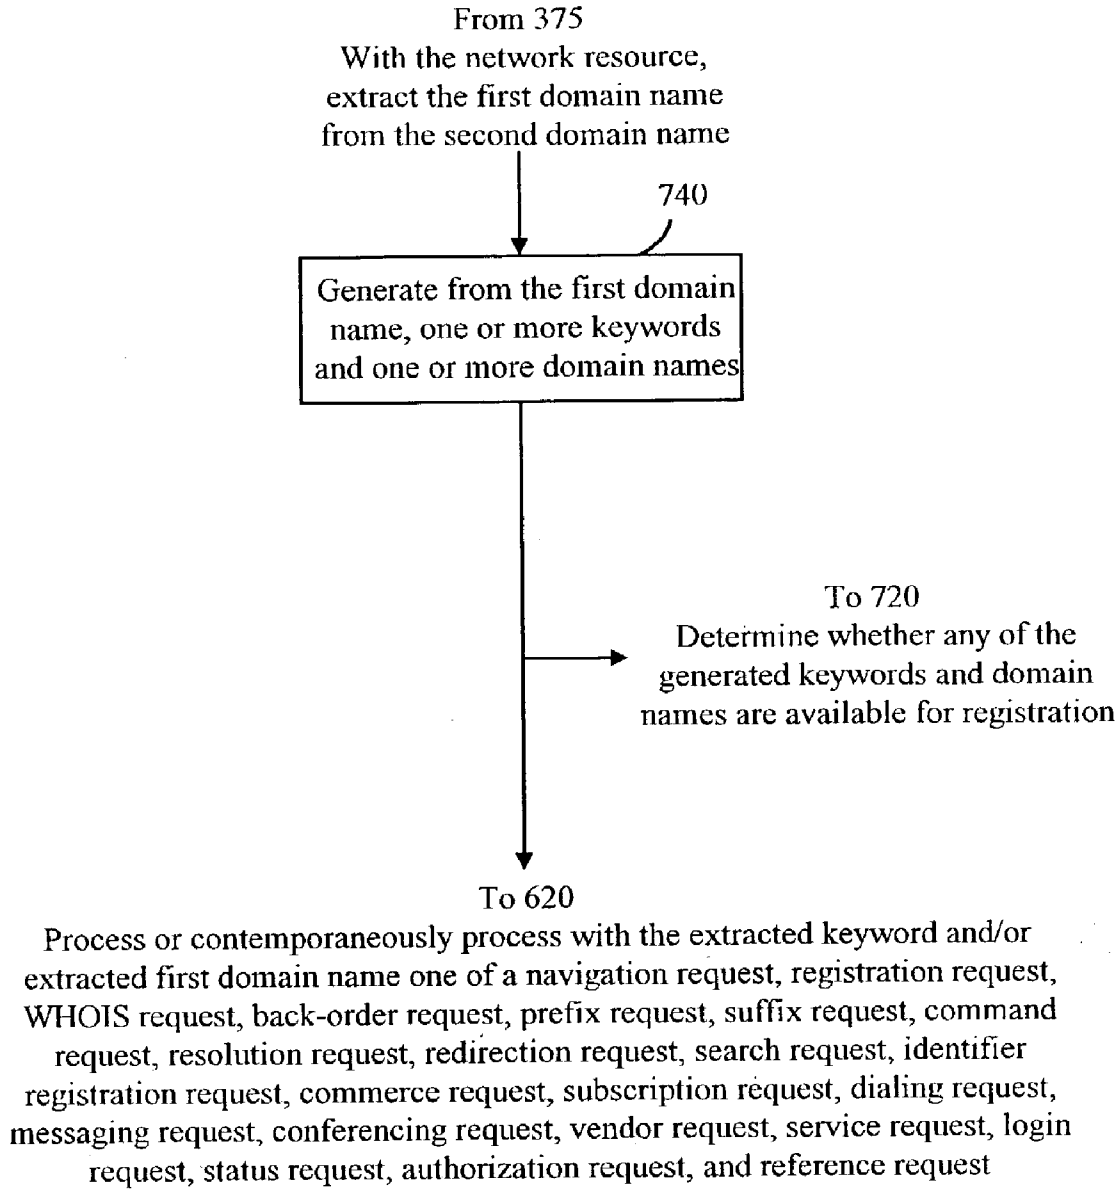 From 375
With the network resource,
extract the first domain name
from the second domain name
740
Generate from the first domain
name, one or more keywords
and one or more domain names
To 720
Determine whether any of the
generated keywords and domain
names are available for registration
To 620
Process or contemporaneously process with the extracted keyword and/or
extracted first domain name one of a navigation request, registration request,
WHOIS request, back-order request, prefix request, suffix request, command
request, resolution request, redirection request, search request, identifier
registration request, commerce request, subscription request, dialing request,
messaging request, conferencing request, vendor request, service request, login
request, status request, authorization request, and reference request